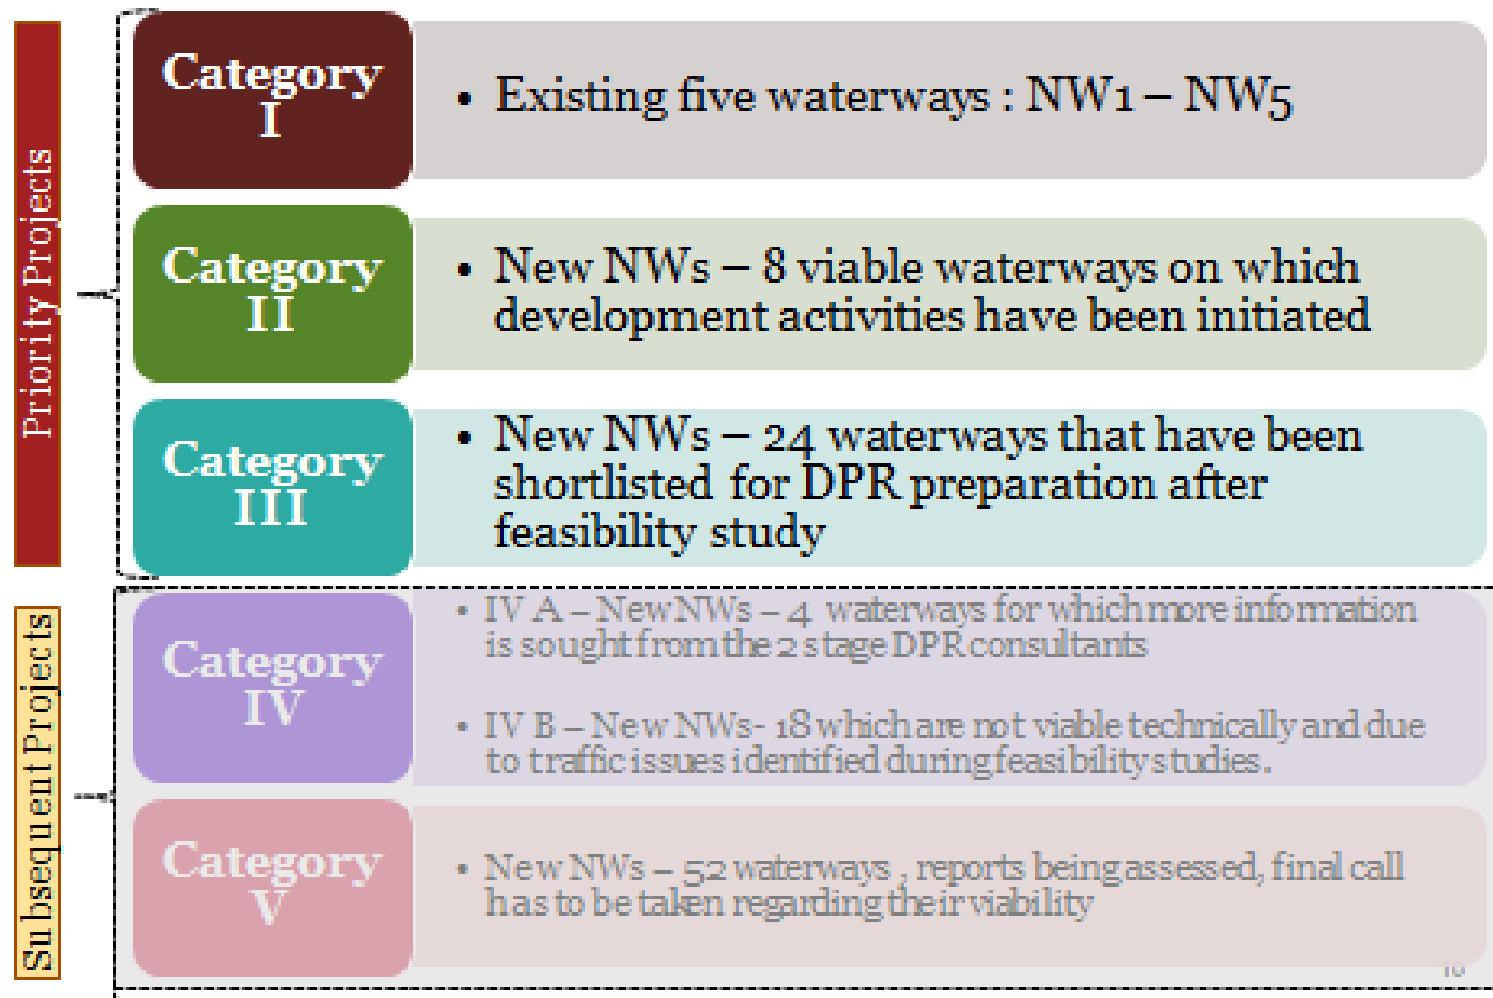 Priority Projects
Category
I
• Existing five waterways : NW1 – NW5
Category
II
• New NWs – 8 viable waterways on which
development activities have been initiated
Category
III
• New NWs – 24 waterways that have been
shortlisted for DPR preparation after
feasibility study
Subsequent Projects
Category
IV
• IV A – New NWs – 4 waterways for which more information
is sought from the 2 stage DPR consultants
• IV B – New NWs- 18 which are not viable technically and due
to traffic issues identified during feasibility studies.
Category
V
• New NWs – 52 waterways , reports being assessed, final call
has to be taken regarding their viability